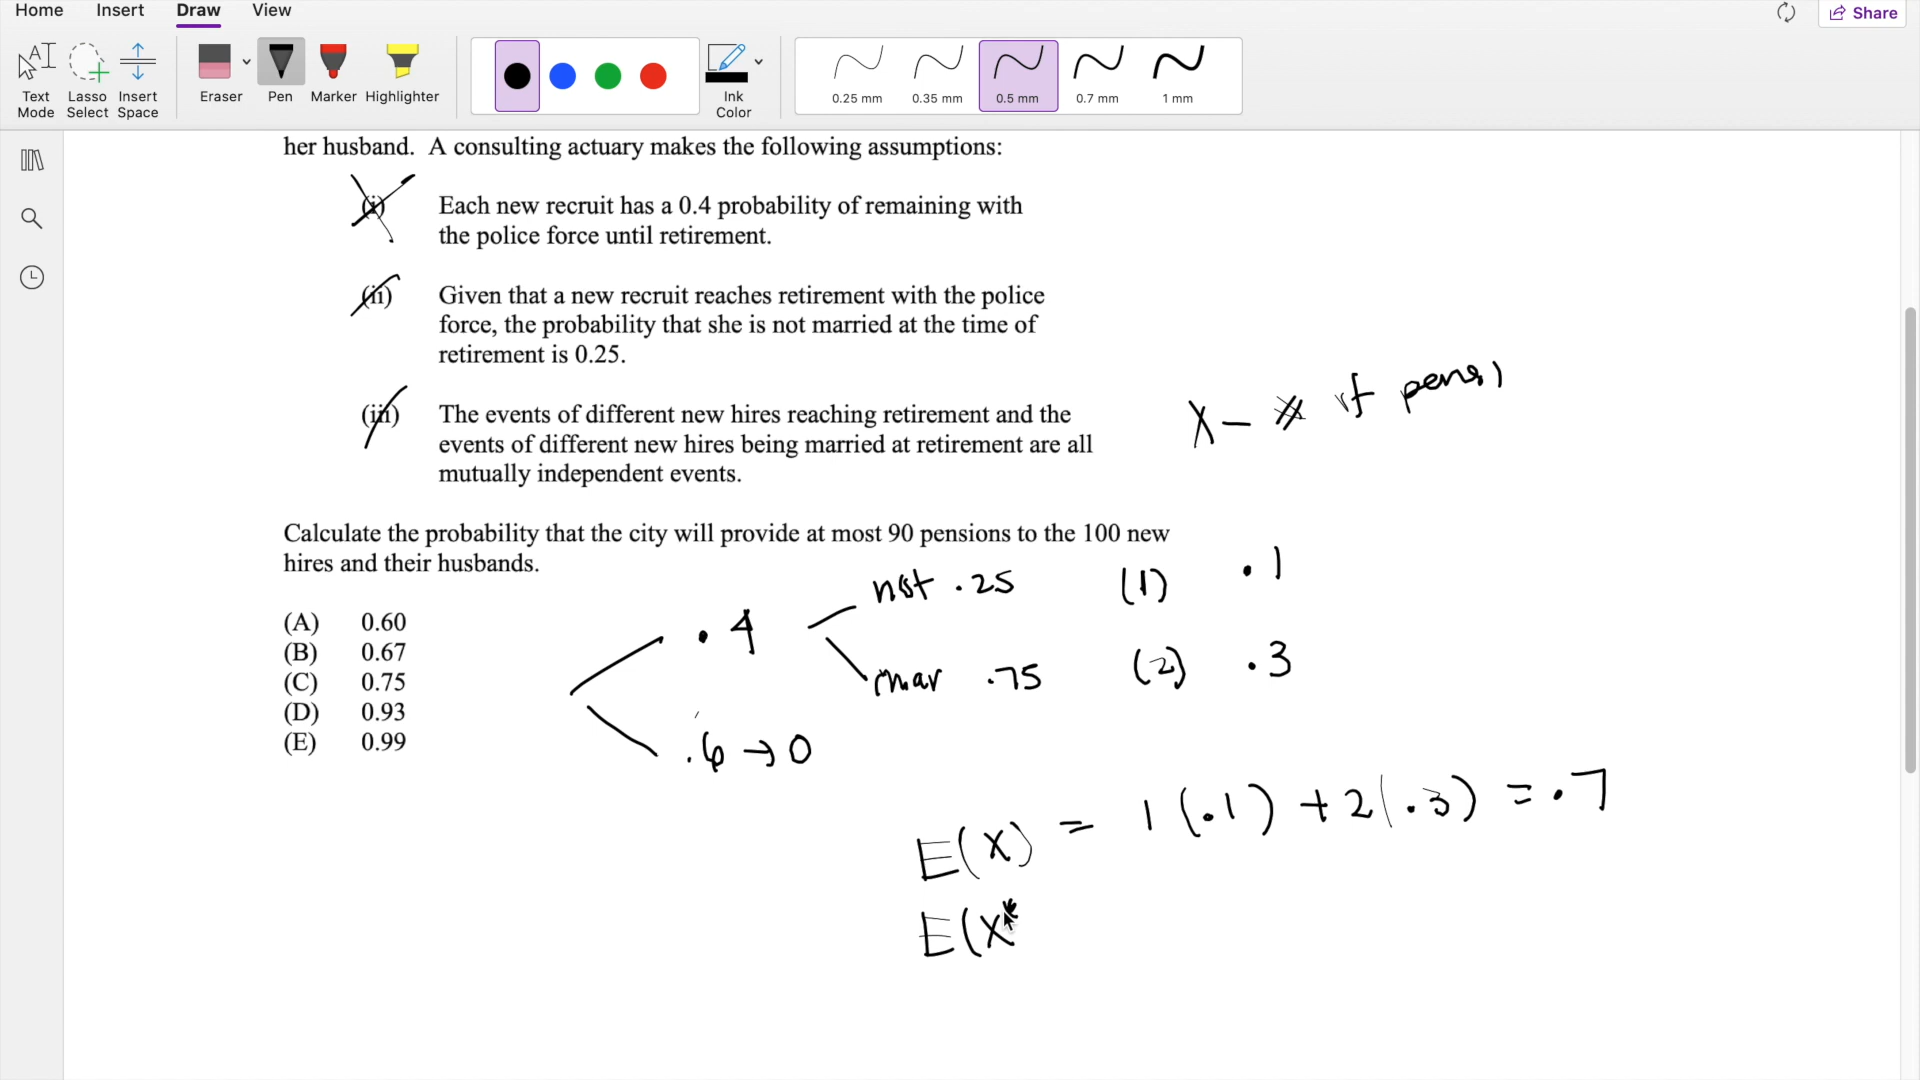 Home Insert Draw View Share
Text Mode Lasso Select Insert Space Eraser Pen Marker Highlighter Ink Color 0.25 mm 0.35 mm 0.5 mm 0.7 mm 1 mm
her husband. A consulting actuary makes the following assumptions:
(i) Each new recruit has a 0.4 probability of remaining with
the police force until retirement.
(ii) Given that a new recruit reaches retirement with the police
force, the probability that she is not married at the time of
retirement is 0.25.
(iii) The events of different new hires reaching retirement and the
events of different new hires being married at retirement are all
mutually independent events.
X - # of
Calculate the probability that the city will provide at most 90 pensions to the 100 new
hires and their husbands.
(A) 0.60
(B) 0.67
(C) 0.75
(D) 0.93
(E) 0.99
not .25 (1) .1
.4
mar .75 (2) .3
.6 → 0
E(X) = 1(.1) + 2(.3) = .7
E(X